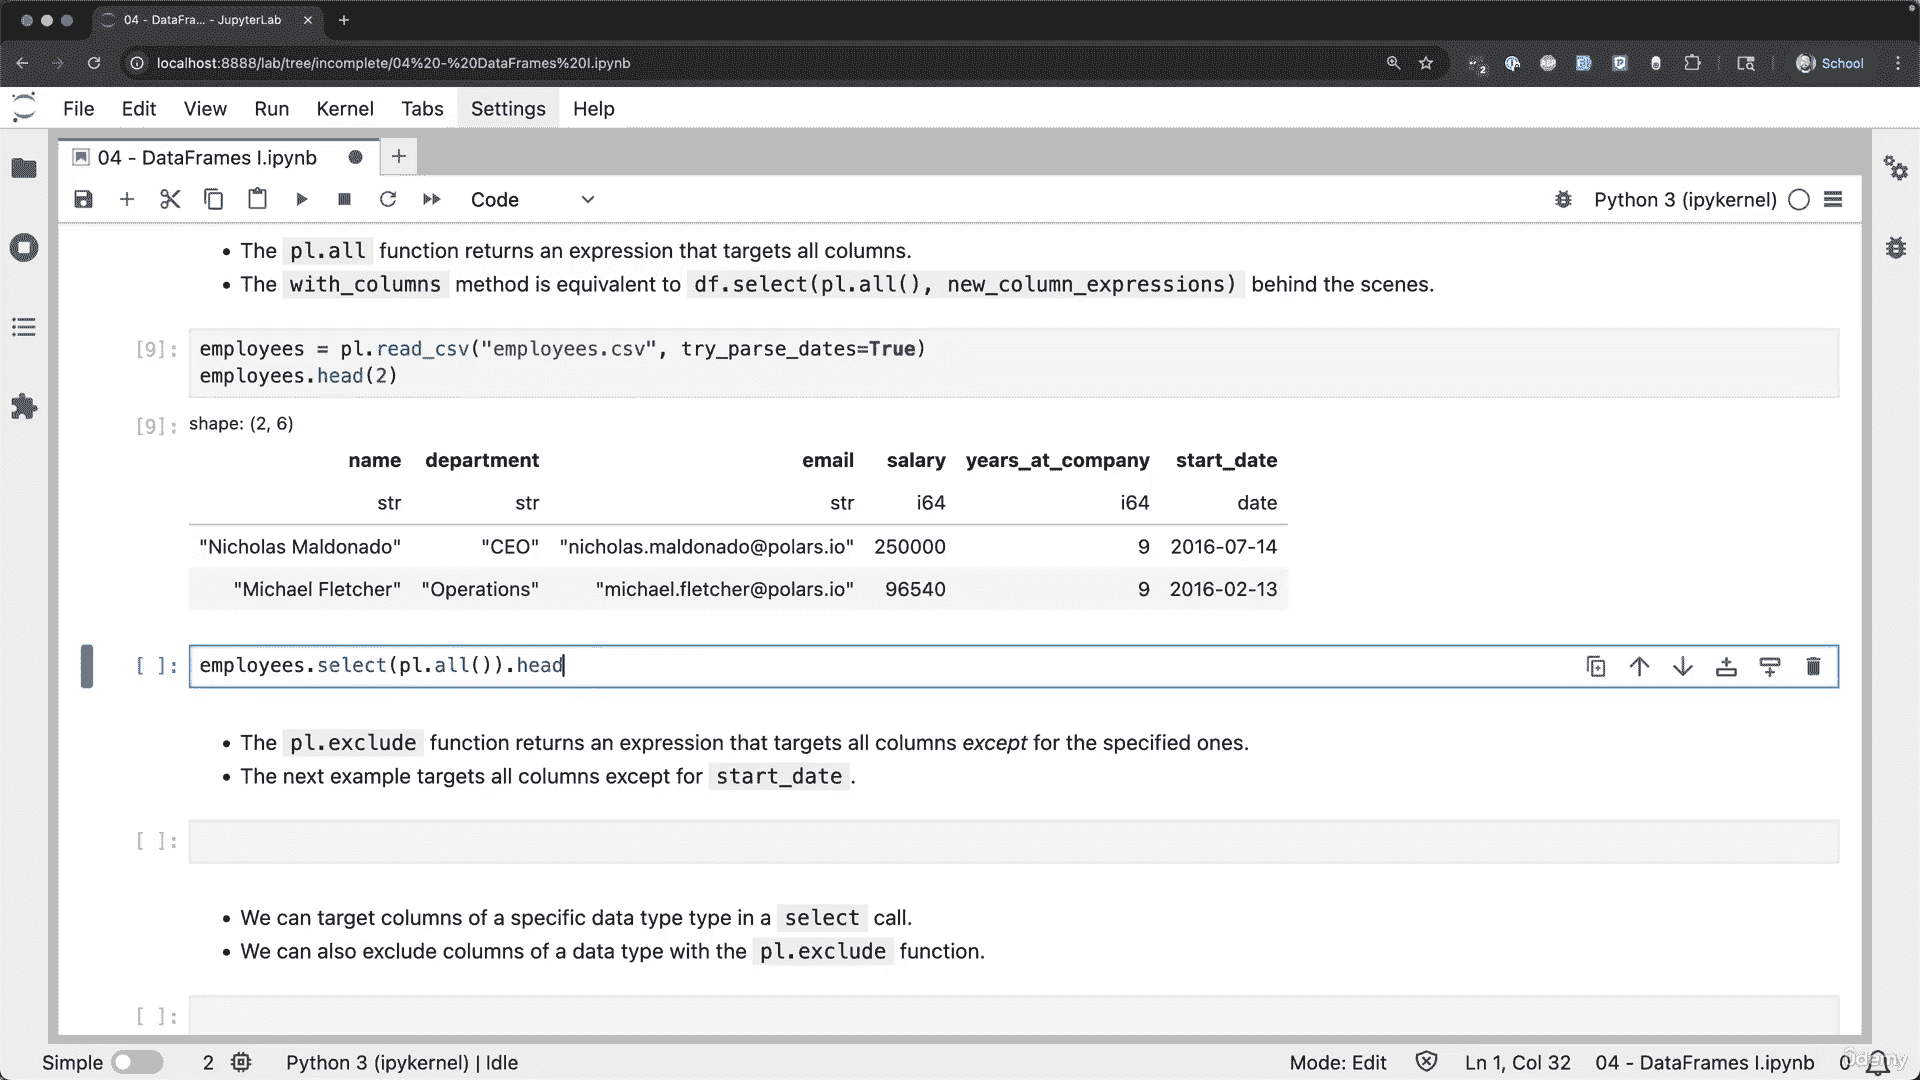 04 - DataFra... - JupyterLab
localhost:8888/lab/tree/incomplete/04%20-%20DataFrames%20I.ipynb
2
School
File Edit View Run Kernel Tabs Settings Help
04 - DataFrames I.ipynb
Code
Python 3 (ipykernel)
• The pl.all function returns an expression that targets all columns.
• The with_columns method is equivalent to df.select(pl.all(), new_column_expressions) behind the scenes.
[9]: employees = pl.read_csv("employees.csv", try_parse_dates=True)
employees.head(2)
[9]: shape: (2, 6)
name department email salary years_at_company start_date
str str str i64 i64 date
"Nicholas Maldonado" "CEO" "nicholas.maldonado@polars.io" 250000 9 2016-07-14
"Michael Fletcher" "Operations" "michael.fletcher@polars.io" 96540 9 2016-02-13
[ ]: employees.select(pl.all()).head
• The pl.exclude function returns an expression that targets all columns except for the specified ones.
• The next example targets all columns except for start_date.
[ ]:
• We can target columns of a specific data type type in a select call.
• We can also exclude columns of a data type with the pl.exclude function.
[ ]:
Simple 2 Python 3 (ipykernel) | Idle Mode: Edit Ln 1, Col 32 04 - DataFrames I.ipynb 0
udemy